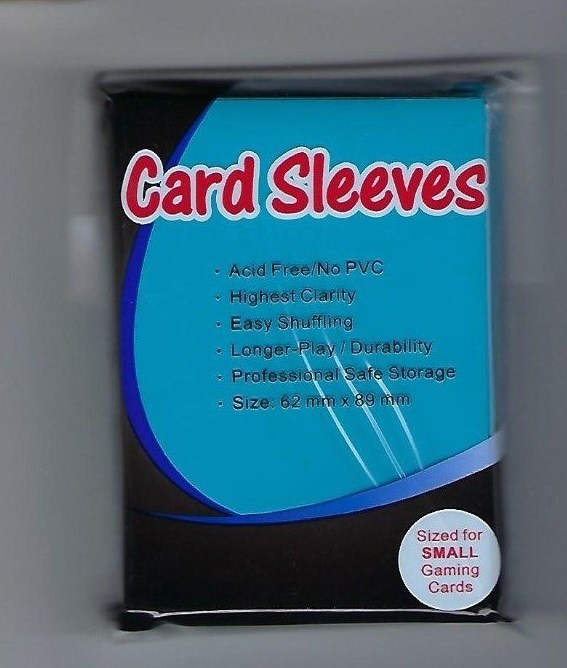 Card Sleeves
· Acid Free/No PVC
· Highest Clarity
· Easy Shuffling
· Longer-Play / Durability
· Professional Safe Storage
· Size: 62 mm x 89 mm
Sized for
SMALL
Gaming
Cards